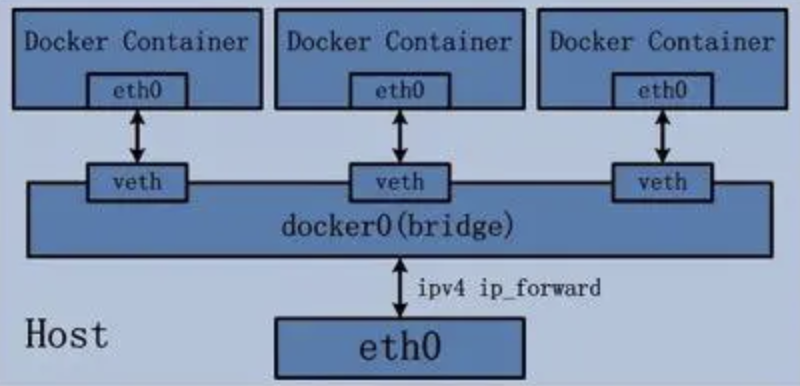 Docker Container
Docker Container
Docker Container
eth0
eth0
eth0
veth
veth
veth
docker0(bridge)
ipv4 ip_forward
Host
eth0